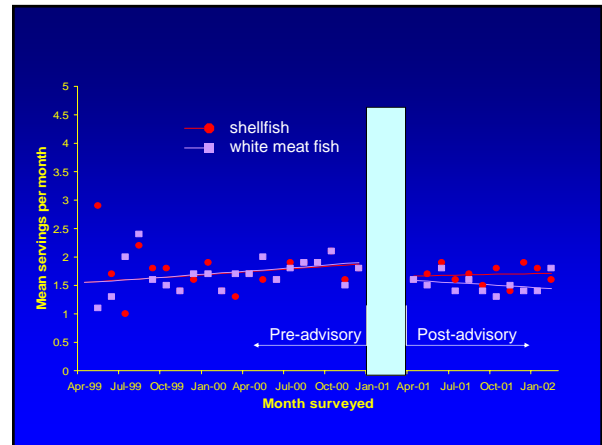 5
4.5
4
3.5
3
2.5
2
1.5
1
0.5
0
Mean servings per month
shellfish
white meat fish
Pre-advisory
Post-advisory
Apr-99 Jul-99 Oct-99 Jan-00 Apr-00 Jul-00 Oct-00 Jan-01 Apr-01 Jul-01 Oct-01 Jan-02
Month surveyed